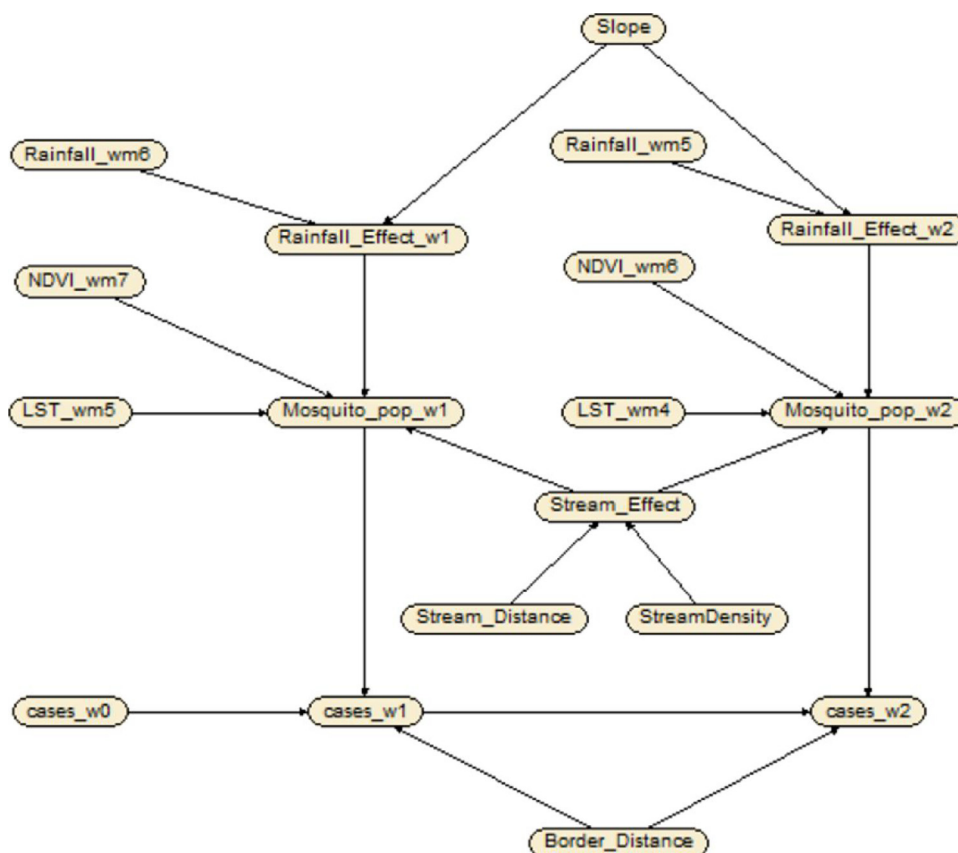 Slope
Rainfall_wm6
Rainfall_wm5
Rainfall_Effect_w1
Rainfall_Effect_w2
NDVI_wm7
NDVI_wm6
LST_wm5
Mosquito_pop_w1
LST_wm4
Mosquito_pop_w2
Stream_Effect
Stream_Distance
StreamDensity
cases_w0
cases_w1
cases_w2
Border_Distance